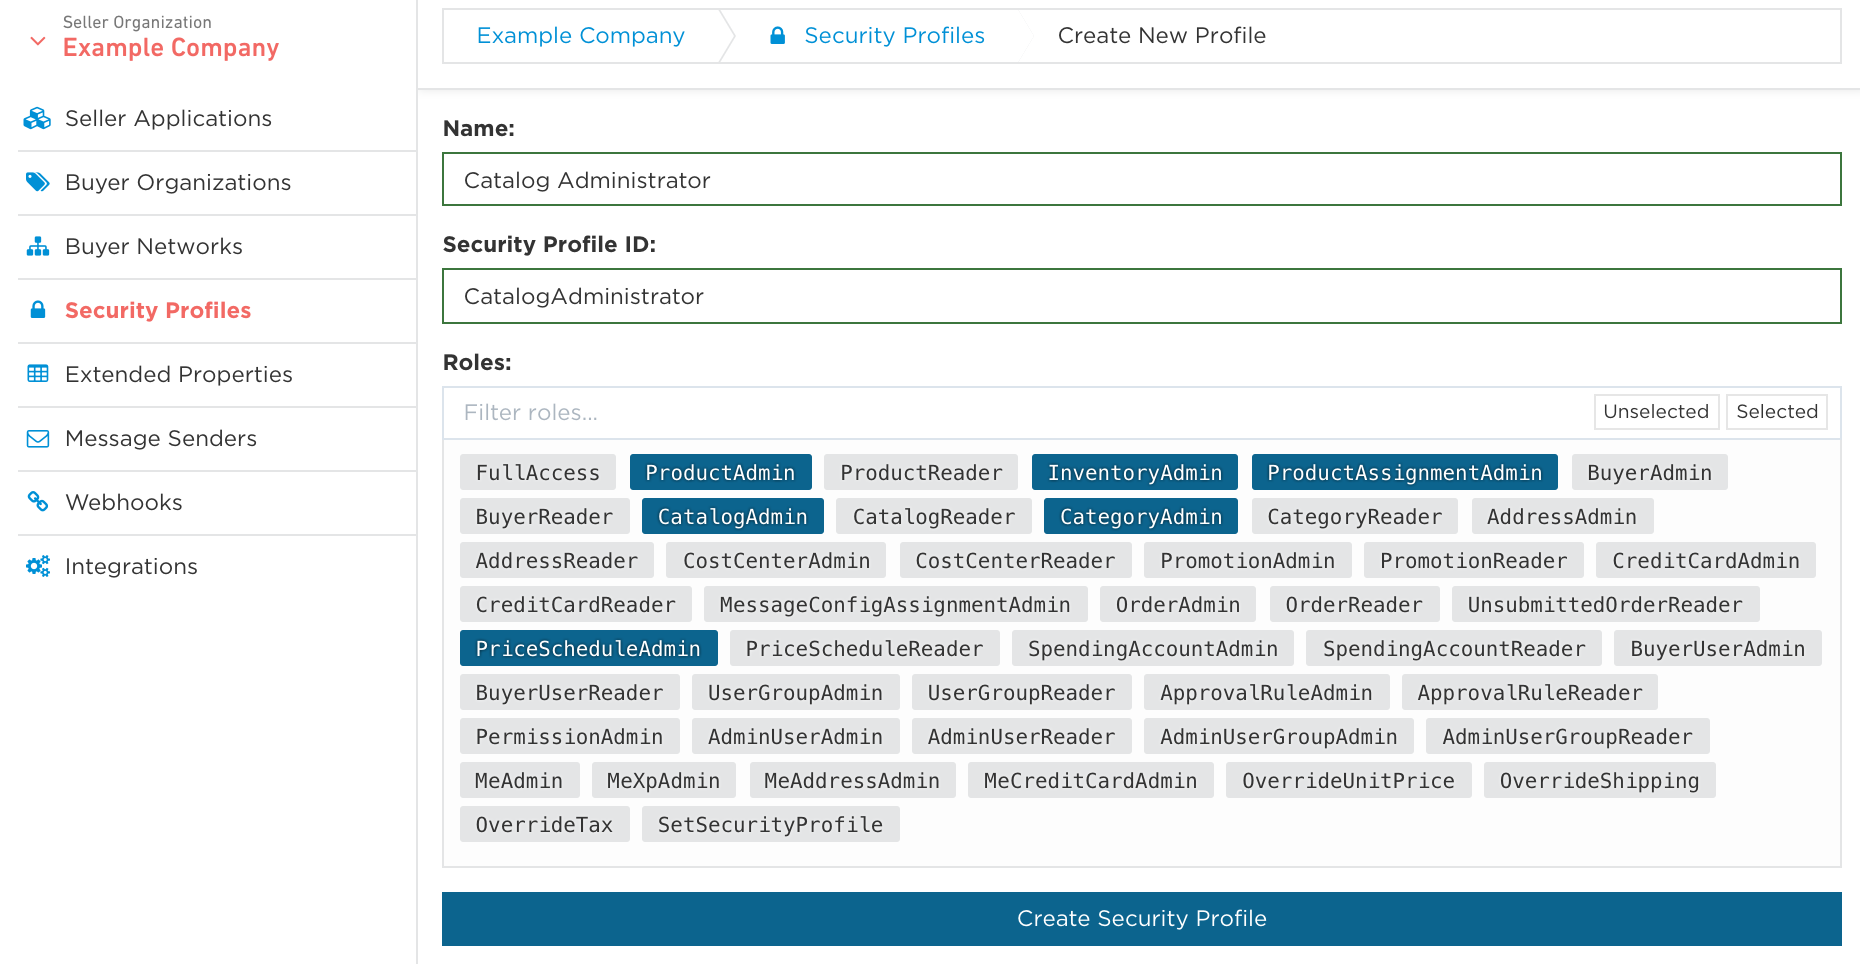 Seller Organization
Example Company
Seller Applications
Buyer Organizations
Buyer Networks
Security Profiles
Extended Properties
Message Senders
Webhooks
Integrations
Example Company Security Profiles Create New Profile
Name:
Catalog Administrator
Security Profile ID:
CatalogAdministrator
Roles:
Filter roles... Unselected Selected
FullAccess ProductAdmin ProductReader InventoryAdmin ProductAssignmentAdmin BuyerAdmin
BuyerReader CatalogAdmin CatalogReader CategoryAdmin CategoryReader AddressAdmin
AddressReader CostCenterAdmin CostCenterReader PromotionAdmin PromotionReader CreditCardAdmin
CreditCardReader MessageConfigAssignmentAdmin OrderAdmin OrderReader UnsubmittedOrderReader
PriceScheduleAdmin PriceScheduleReader SpendingAccountAdmin SpendingAccountReader BuyerUserAdmin
BuyerUserReader UserGroupAdmin UserGroupReader ApprovalRuleAdmin ApprovalRuleReader
PermissionAdmin AdminUserAdmin AdminUserReader AdminUserGroupAdmin AdminUserGroupReader
MeAdmin MeXpAdmin MeAddressAdmin MeCreditCardAdmin OverrideUnitPrice OverrideShipping
OverrideTax SetSecurityProfile
Create Security Profile